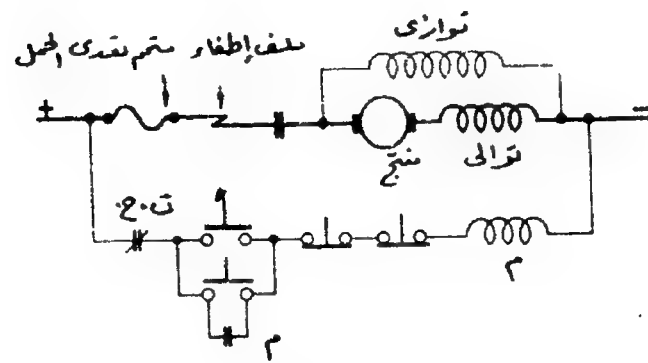 توازى
متمم تعدى الحمل ملف إطفاء
+ −
توالى
منتج
ت.ح.
م
م